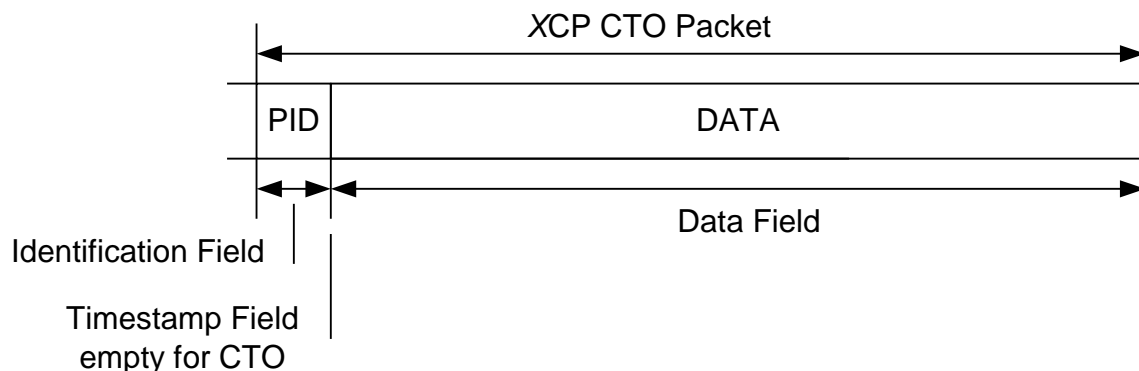 XCP CTO Packet
PID
DATA
Data Field
Identification Field
Timestamp Field
empty for CTO